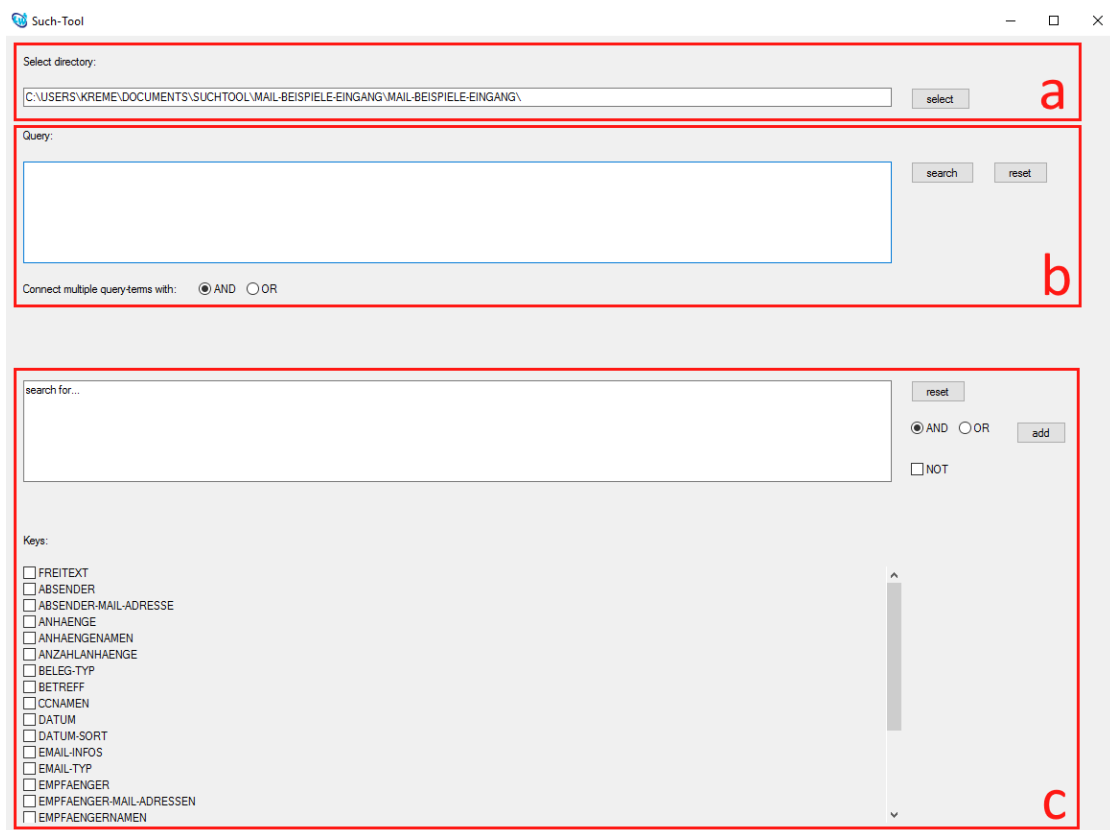 Such-Tool
Select directory:
C:\USERS\KREME\DOCUMENTS\SUCHTOOL\MAIL-BEISPIELE-EINGANG\MAIL-BEISPIELE-EINGANG\ select a
Query:
search reset
Connect multiple query-terms with: AND OR b
search for... reset
AND OR add
NOT
Keys:
FREITEXT
ABSENDER
ABSENDER-MAIL-ADRESSE
ANHAENGE
ANHAENGENAMEN
ANZAHLANHAENGE
BELEG-TYP
BETREFF
CCNAMEN
DATUM
DATUM-SORT
EMAIL-INFOS
EMAIL-TYP
EMPFAENGER
EMPFAENGER-MAIL-ADRESSEN c
EMPFAENGERNAMEN